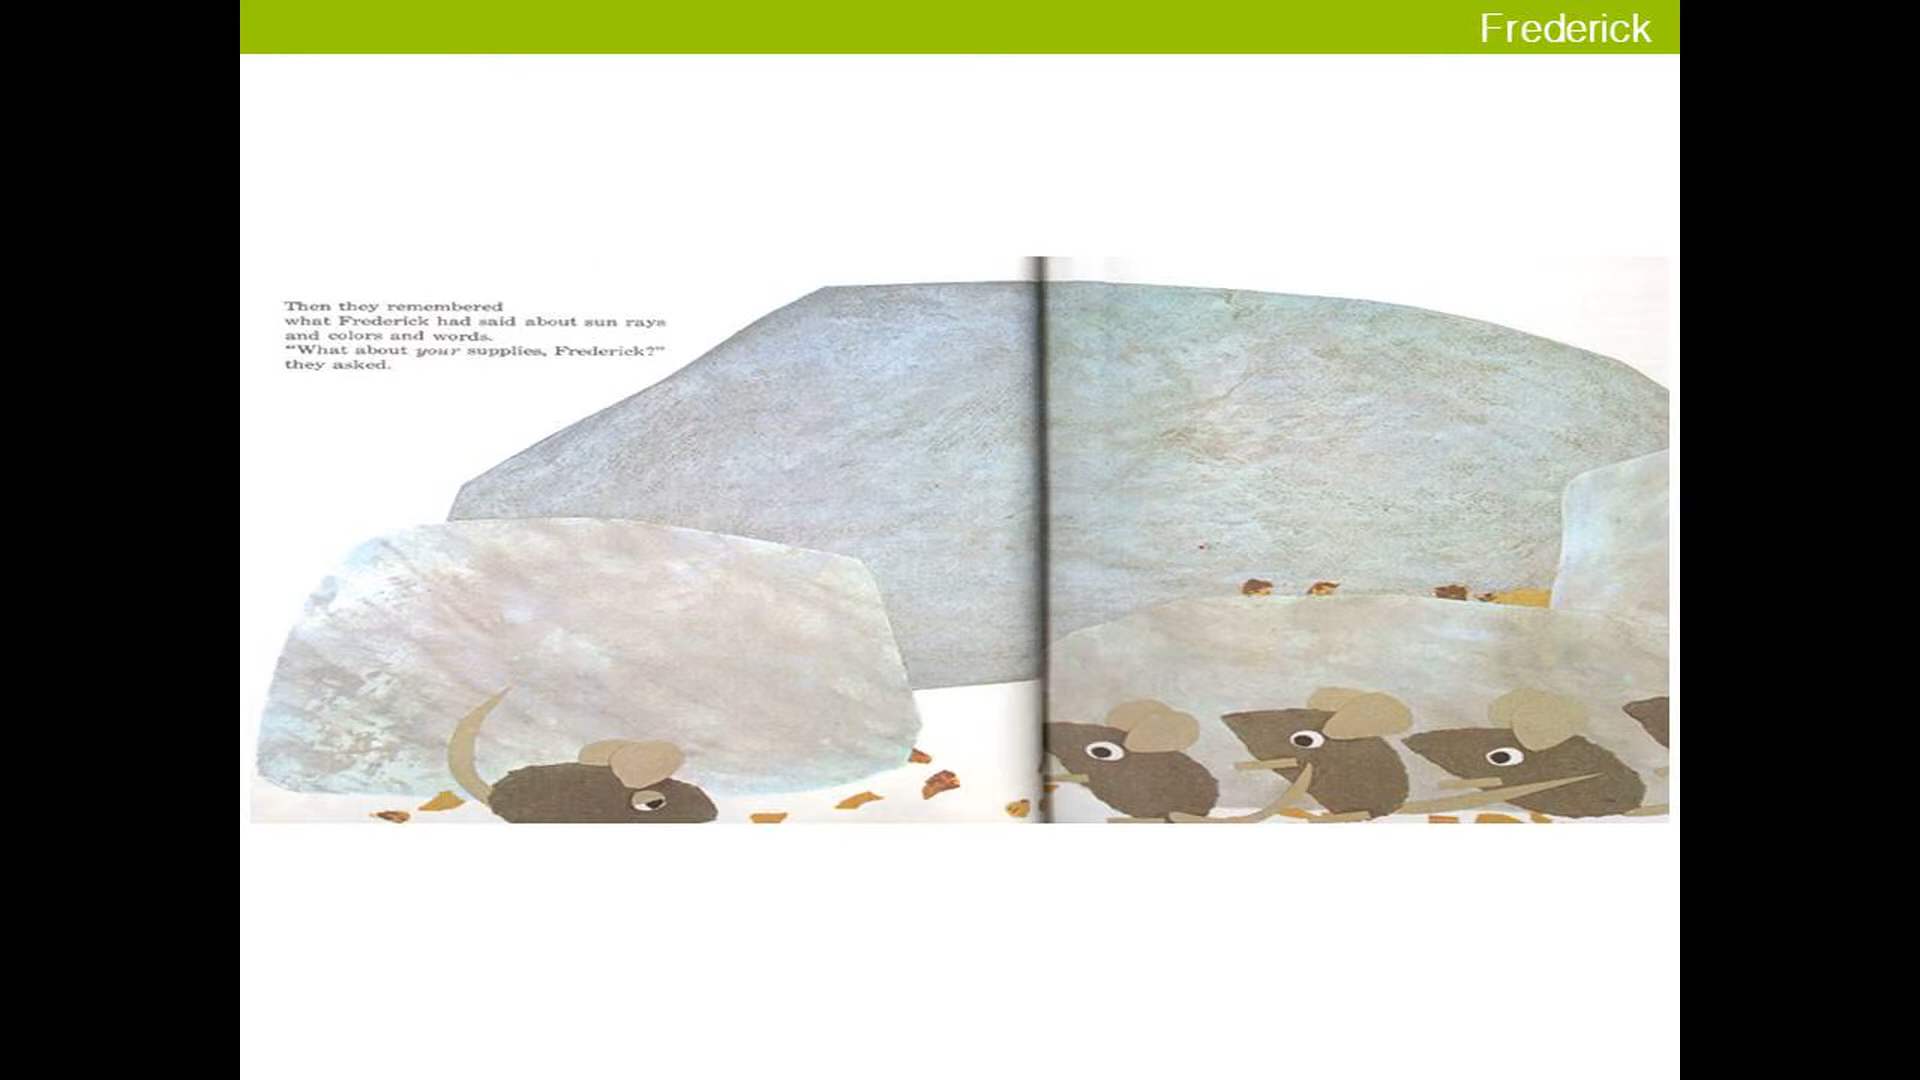 Frederick
Then they remembered
what Frederick had said about sun rays
and colors and words.
“What about your supplies, Frederick?”
they asked.